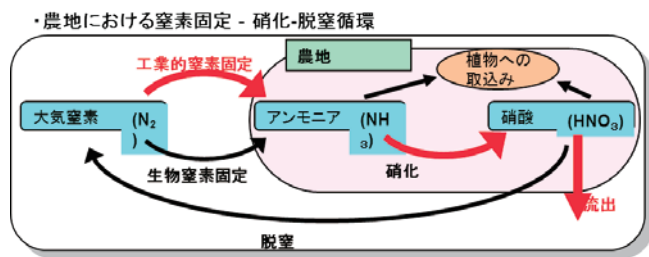 ・農地における窒素固定 - 硝化-脱窒循環
工業的窒素固定
農地
植物への
取込み
大気窒素
(N₂
)
アンモニア
(NH
₃)
硝酸
(HNO₃)
生物窒素固定
硝化
流出
脱窒